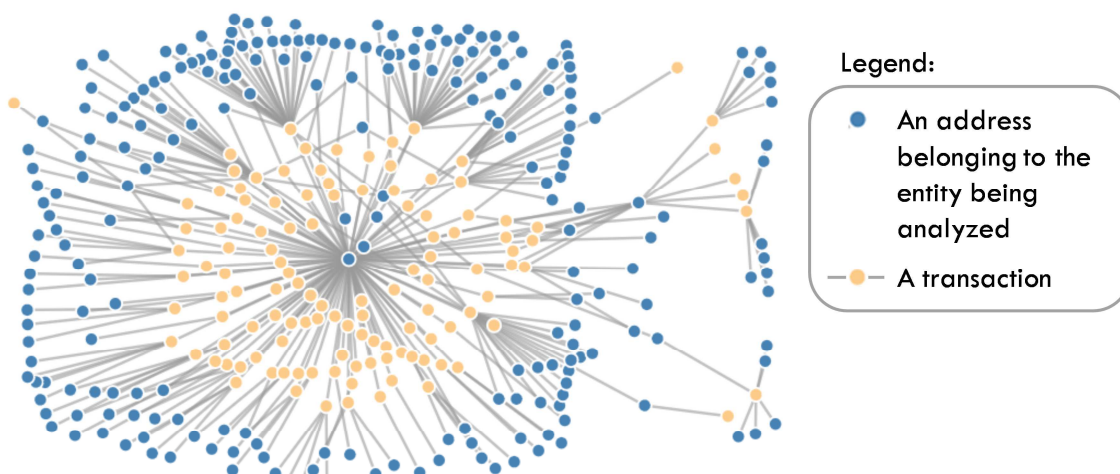 Legend:
An address
belonging to the
entity being
analyzed
A transaction